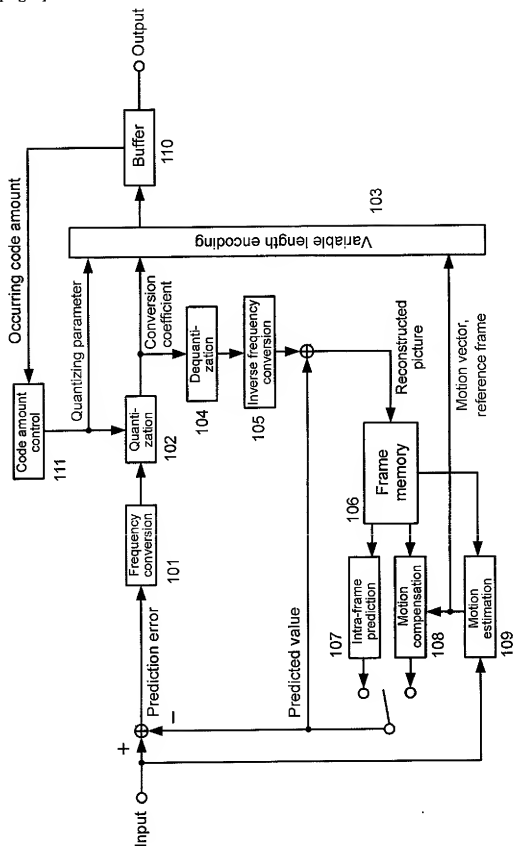 Input
+
−
Prediction error
Frequency
conversion
101
Code amount
control
111
Quantizing parameter
Occurring code amount
Quanti-
zation
102
Conversion
coefficient
Variable length encoding
103
Buffer
110
Output
Dequanti-
zation
104
Inverse frequency
conversion
105
Predicted value
Reconstructed
picture
Frame
memory
106
Intra-frame
prediction
107
Motion
compensation
108
Motion
estimation
109
Motion vector,
reference frame